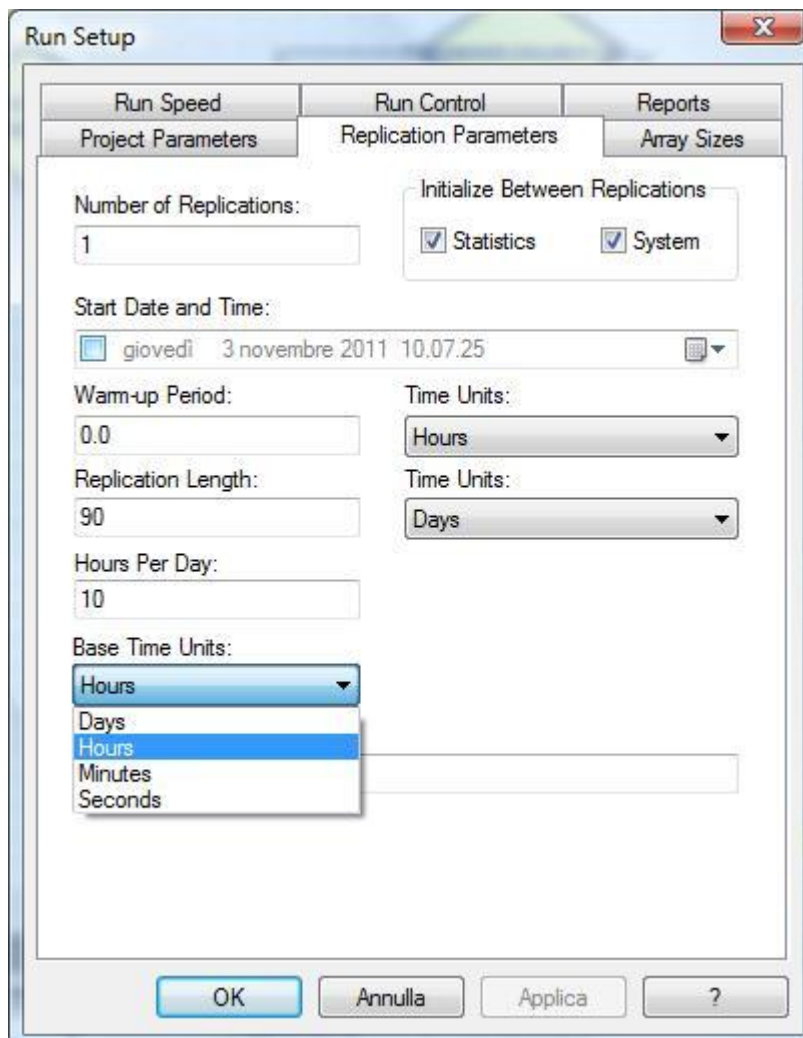 Run Setup
Run Speed Run Control Reports
Project Parameters Replication Parameters Array Sizes
Number of Replications: Initialize Between Replications
1 Statistics System
Start Date and Time:
giovedì 3 novembre 2011 10.07.25
Warm-up Period: Time Units:
0.0 Hours
Replication Length: Time Units:
90 Days
Hours Per Day:
10
Base Time Units:
Hours
Days
Hours
Minutes
Seconds
OK Annulla Applica ?